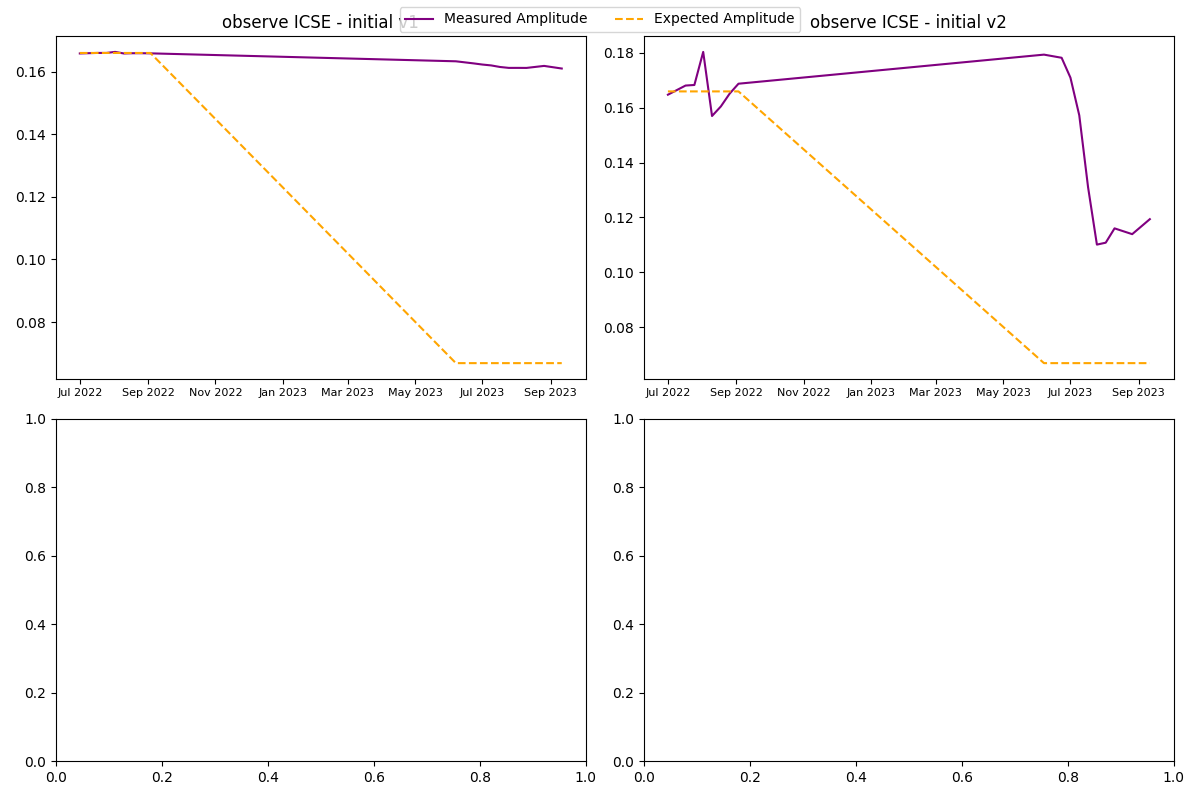 observe ICSE - initial v1
Measured Amplitude
Expected Amplitude
observe ICSE - initial v2
0.16
0.14
0.12
0.10
0.08
Jul 2022 Sep 2022 Nov 2022 Jan 2023 Mar 2023 May 2023 Jul 2023 Sep 2023
0.18
0.16
0.14
0.12
0.10
0.08
Jul 2022 Sep 2022 Nov 2022 Jan 2023 Mar 2023 May 2023 Jul 2023 Sep 2023
1.0
0.8
0.6
0.4
0.2
0.0
0.0 0.2 0.4 0.6 0.8 1.0
1.0
0.8
0.6
0.4
0.2
0.0
0.0 0.2 0.4 0.6 0.8 1.0